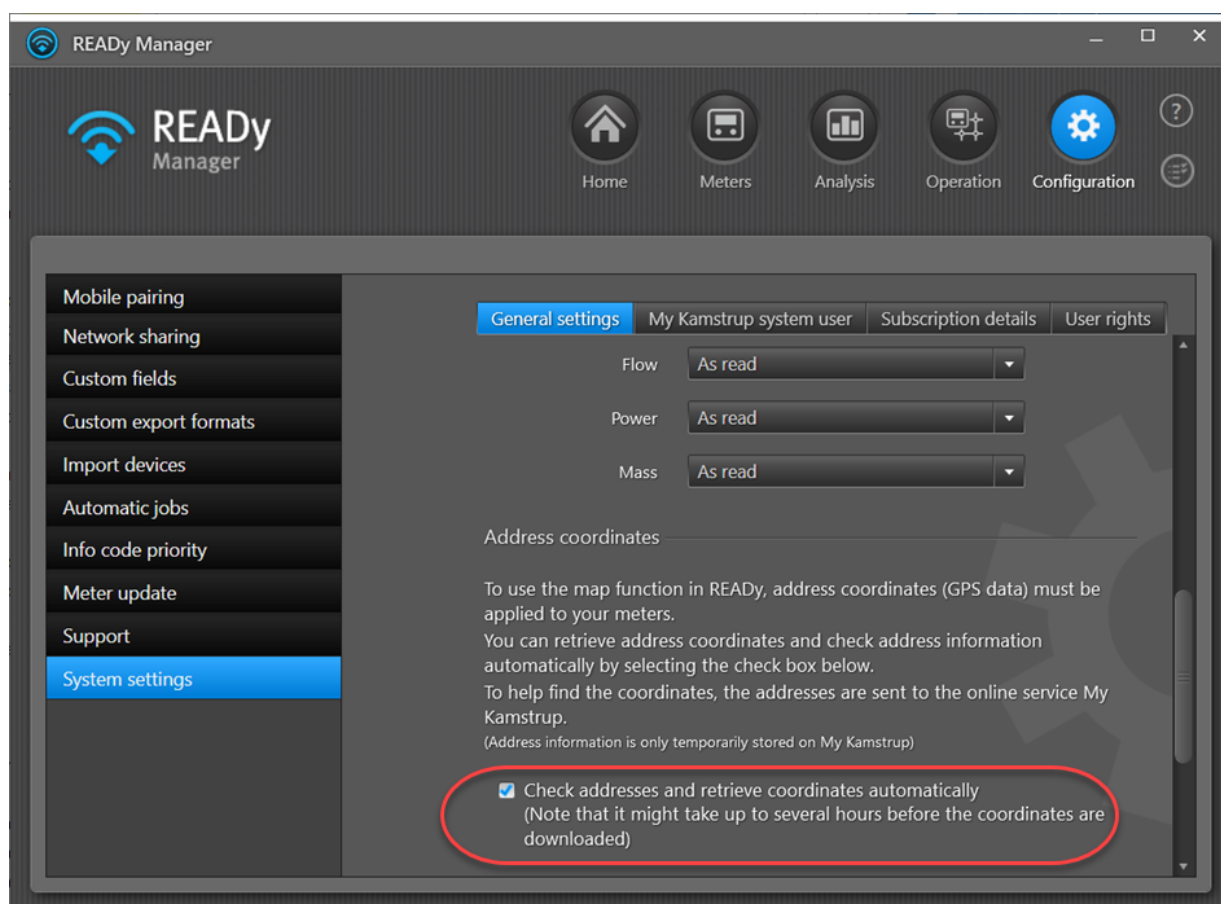 READy Manager
READy
Manager
Home
Meters
Analysis
Operation
Configuration
?
Mobile pairing
Network sharing
Custom fields
Custom export formats
Import devices
Automatic jobs
Info code priority
Meter update
Support
System settings
General settings
My Kamstrup system user
Subscription details
User rights
Flow
As read
Power
As read
Mass
As read
Address coordinates
To use the map function in READy, address coordinates (GPS data) must be
applied to your meters.
You can retrieve address coordinates and check address information
automatically by selecting the check box below.
To help find the coordinates, the addresses are sent to the online service My
Kamstrup.
(Address information is only temporarily stored on My Kamstrup)
Check addresses and retrieve coordinates automatically
(Note that it might take up to several hours before the coordinates are
downloaded)